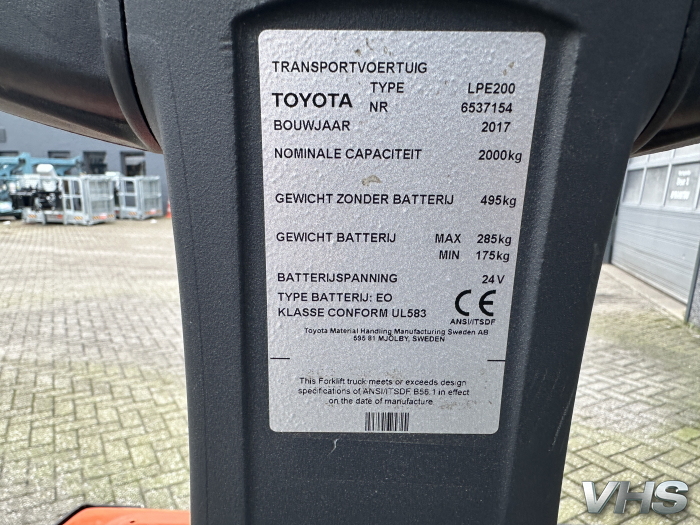 TRANSPORTVOERTUIG
TYPE LPE200
TOYOTA NR 6537154
BOUWJAAR 2017
NOMINALE CAPACITEIT 2000kg
GEWICHT ZONDER BATTERIJ 495kg
GEWICHT BATTERIJ MAX 285kg
MIN 175kg
BATTERIJSPANNING 24V
TYPE BATTERIJ: EO
KLASSE CONFORM UL583
CE
ANSI/ITSDF
Toyota Material Handling Manufacturing Sweden AB
595 81 MJÖLBY, SWEDEN
This Forklift truck meets or exceeds design
specifications of ANSI/ITSDF B56.1 in effect
on the date of manufacture.
VHS